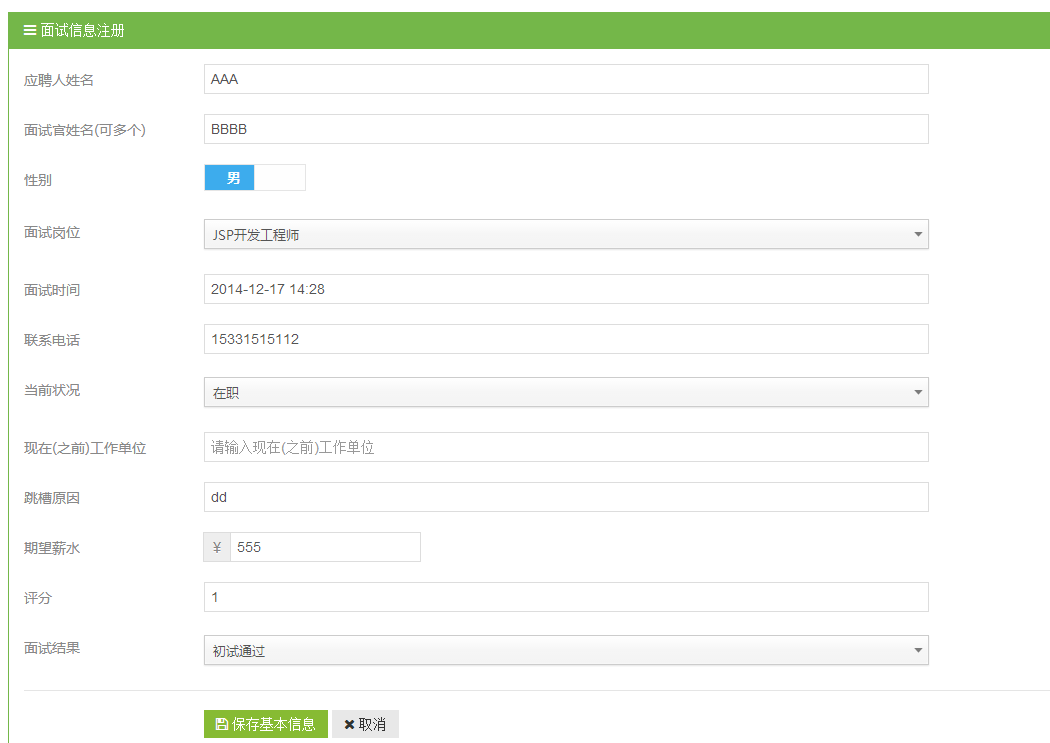 面试信息注册
应聘人姓名 AAA
面试官姓名(可多个) BBBB
性别 男
面试岗位 JSP开发工程师
面试时间 2014-12-17 14:28
联系电话 15331515112
当前状况 在职
现在(之前)工作单位 请输入现在(之前)工作单位
跳槽原因 dd
期望薪水 ¥ 555
评分 1
面试结果 初试通过
保存基本信息 取消